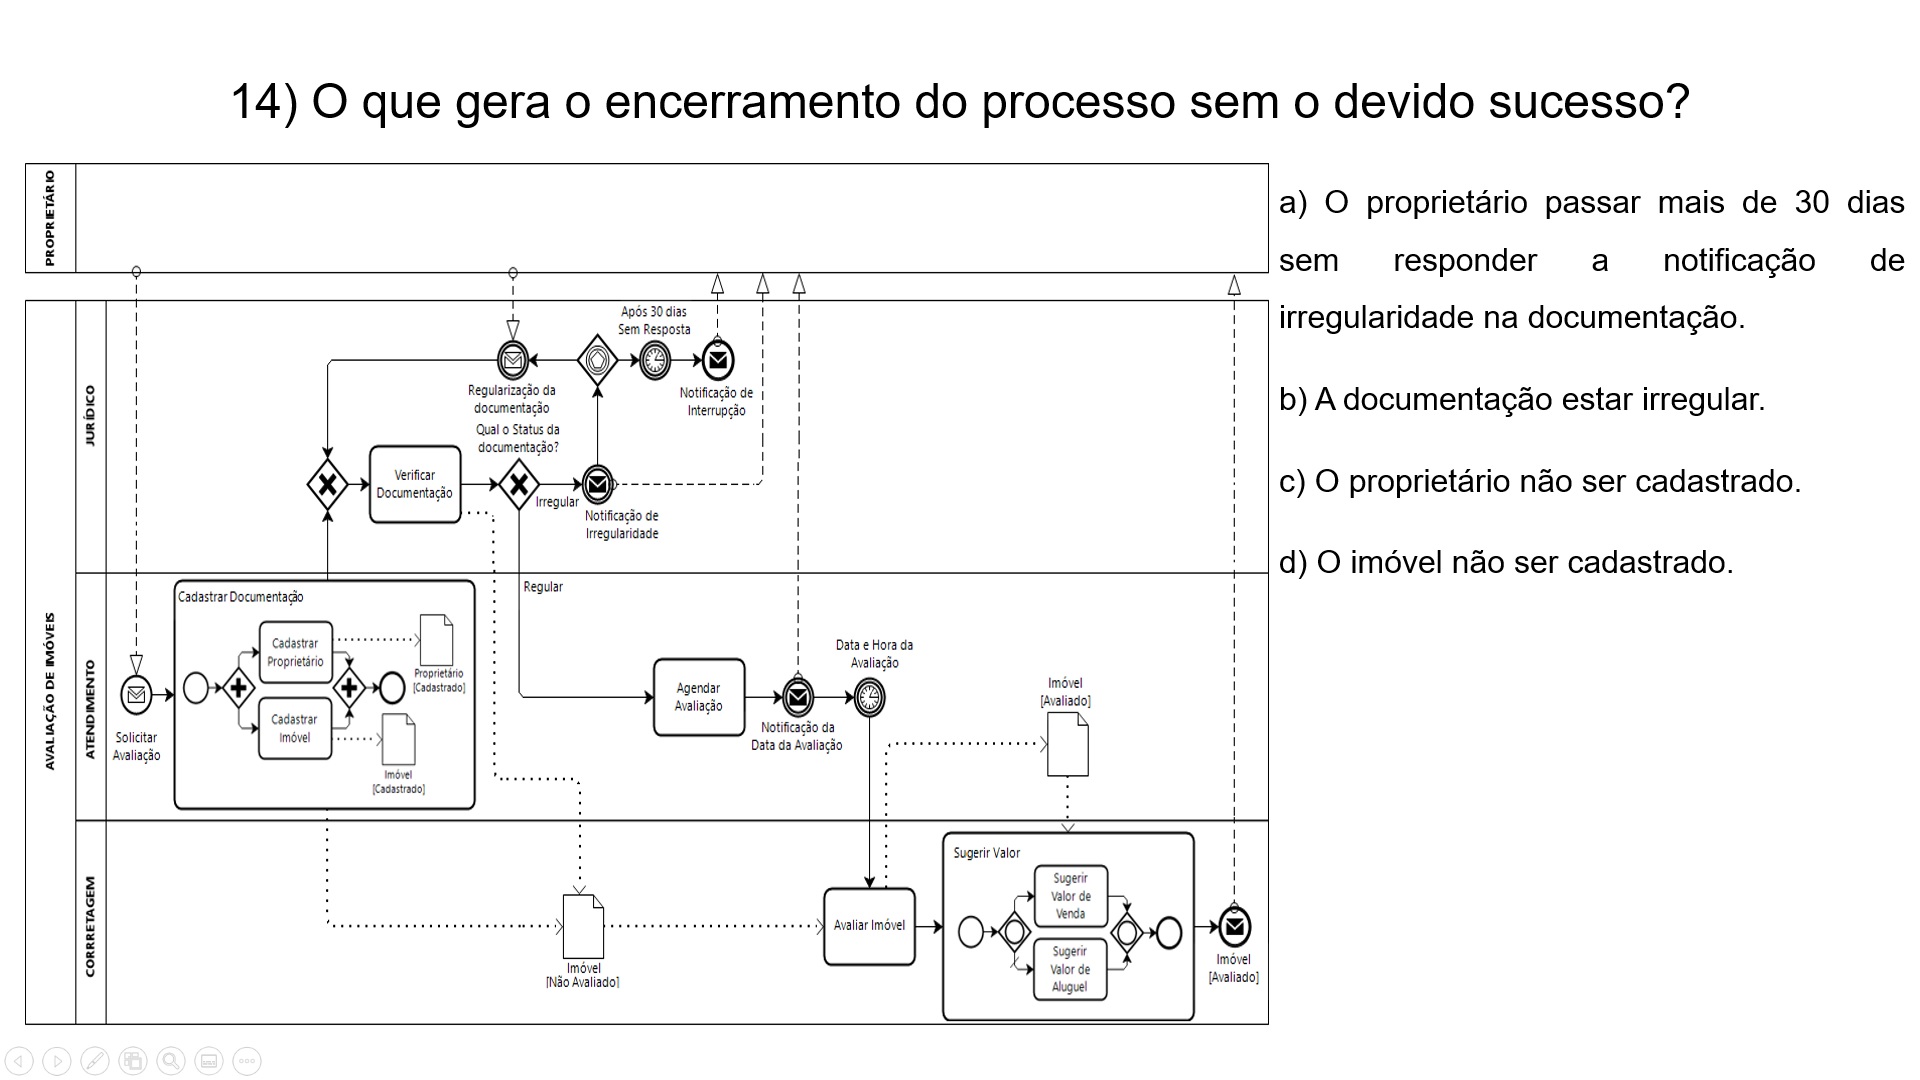 14) O que gera o encerramento do processo sem o devido sucesso?
PROPRIETÁRIO
a) O proprietário passar mais de 30 dias
sem responder a notificação de
irregularidade na documentação.
b) A documentação estar irregular.
c) O proprietário não ser cadastrado.
d) O imóvel não ser cadastrado.
AVALIAÇÃO DE IMÓVEIS
JURÍDICO
Após 30 dias
Sem Resposta
Regularização da
documentação
Notificação de
Interrupção
Qual o Status da
documentação?
Verificar
Documentação
Irregular
Notificação de
Irregularidade
ATENDIMENTO
Regular
Cadastrar Documentação
Cadastrar
Proprietário
Proprietário
[Cadastrado]
Cadastrar
Imóvel
Imóvel
[Cadastrado]
Solicitar
Avaliação
Agendar
Avaliação
Notificação da
Data da Avaliação
Data e Hora da
Avaliação
Imóvel
[Avaliado]
CORRETAGEM
Imóvel
[Não Avaliado]
Avaliar Imóvel
Sugerir Valor
Sugerir
Valor de
Venda
Sugerir
Valor de
Aluguel
Imóvel
[Avaliado]